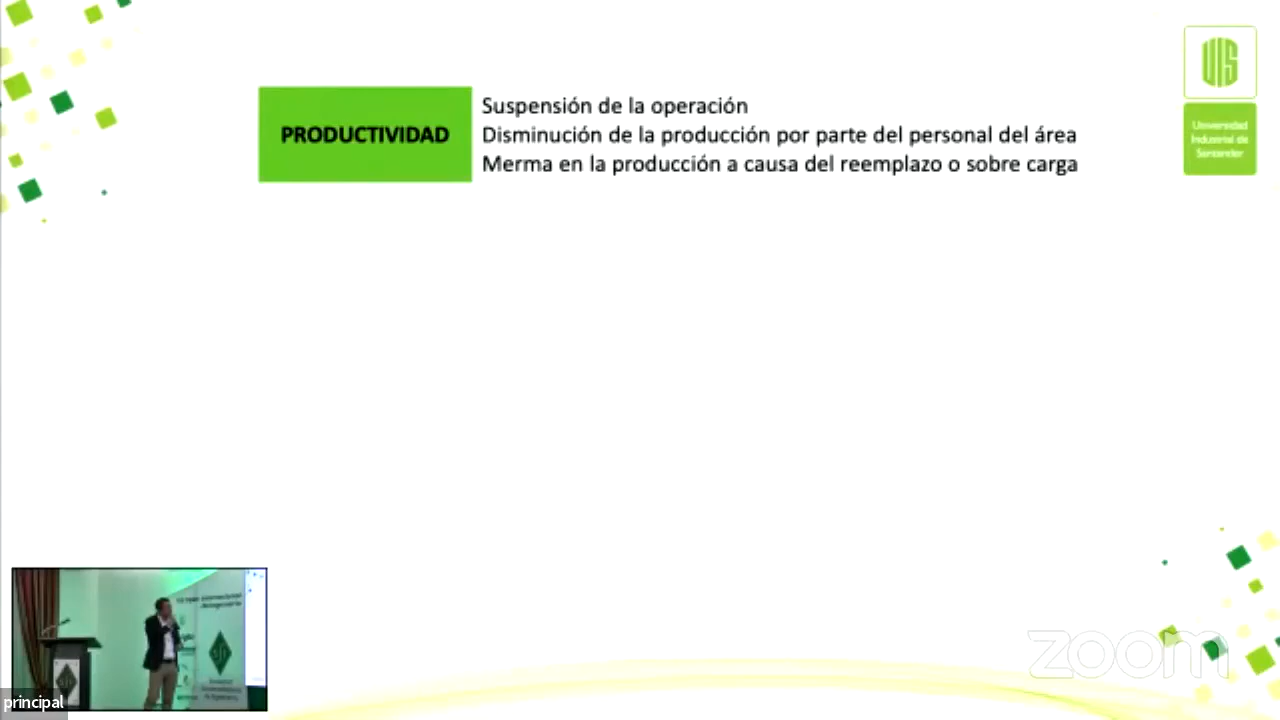 PRODUCTIVIDAD
Suspensión de la operación
Disminución de la producción por parte del personal del área
Merma en la producción a causa del reemplazo o sobre carga
UIS
Universidad
Industrial de
Santander
zoom
principal